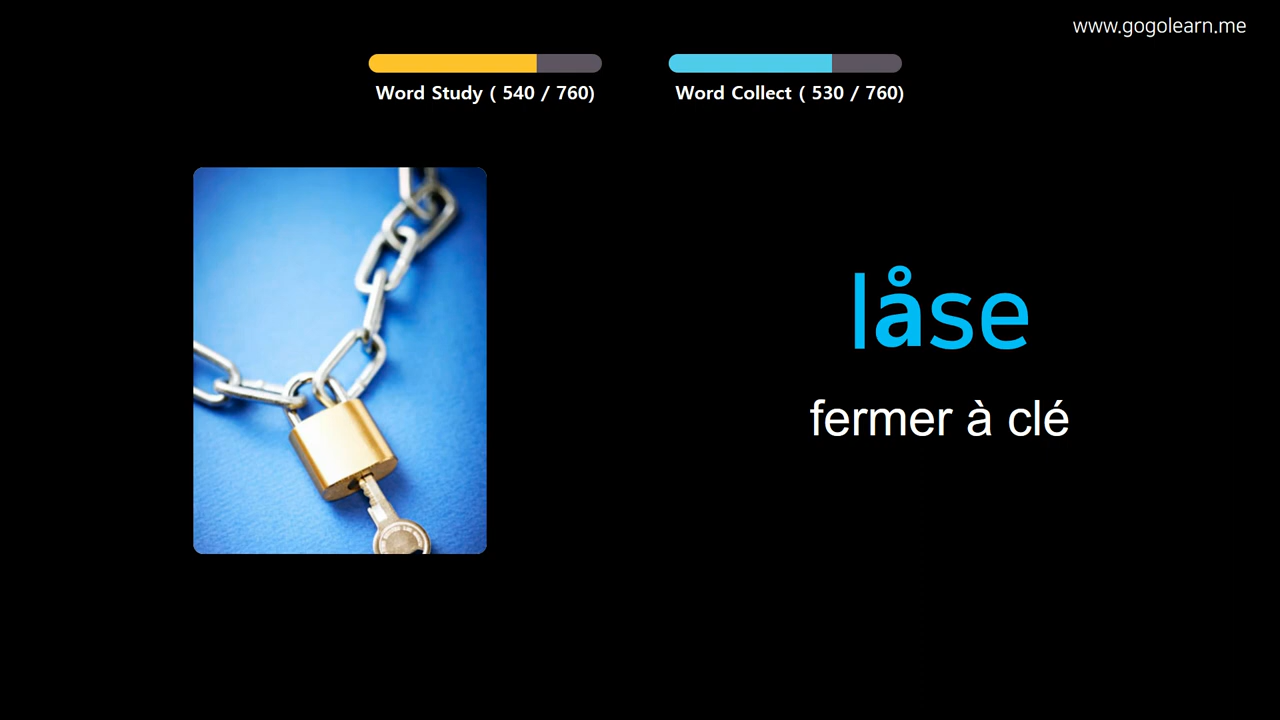 www.gogolearn.me
Word Study ( 540 / 760)
Word Collect ( 530 / 760)
låse
fermer à clé